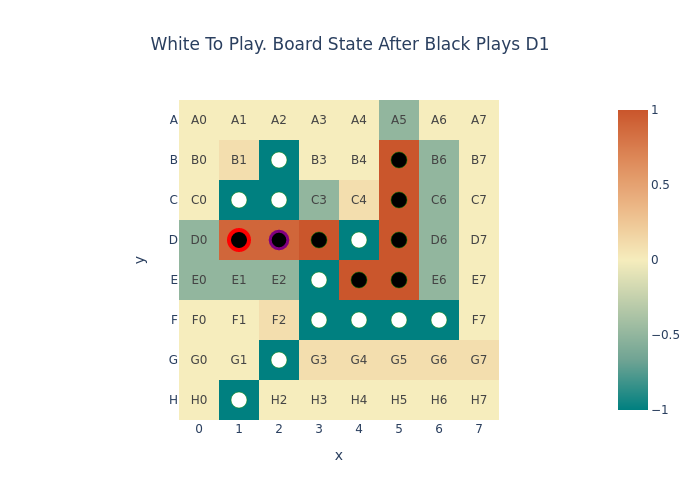 White To Play. Board State After Black Plays D1
A A0 A1 A2 A3 A4 A5 A6 A7
B B0 B1 B3 B4 B6 B7
C C0 C3 C4 C6 C7
D D0 D6 D7
E E0 E1 E2 E6 E7
F F0 F1 F2 F7
G G0 G1 G3 G4 G5 G6 G7
H H0 H2 H3 H4 H5 H6 H7
0 1 2 3 4 5 6 7
x
y
1
0.5
0
−0.5
−1